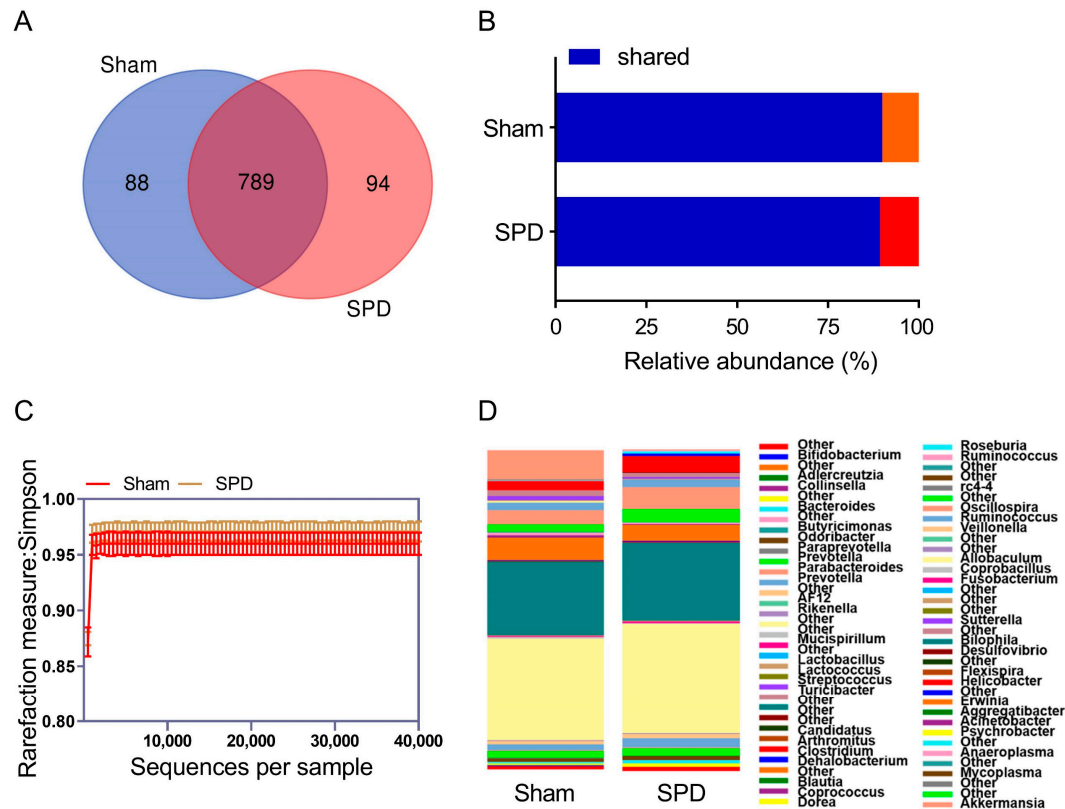 A
Sham
88
789
94
SPD
B
shared
Sham
SPD
0
25
50
75
100
Relative abundance (%)
C
Sham
SPD
1.00
0.95
0.90
0.85
0.80
10,000
20,000
30,000
40,000
Rarefaction measure:Simpson
Sequences per sample
D
Sham
SPD
Other
Bifidobacterium
Other
Adlercreutzia
Collinsella
Other
Bacteroides
Other
Butyricimonas
Odoribacter
Paraprevotella
Prevotella
Parabacteroides
Prevotella
Other
AF12
Rikenella
Other
Other
Mucispirillum
Other
Lactobacillus
Lactococcus
Streptococcus
Turicibacter
Other
Other
Other
Candidatus
Arthromitus
Clostridium
Dehalobacterium
Other
Blautia
Coprococcus
Dorea
Roseburia
Ruminococcus
Other
Other
rc4-4
Other
Oscillospira
Ruminococcus
Veillonella
Other
Other
Allobaculum
Coprobacillus
Fusobacterium
Other
Other
Other
Sutterella
Other
Bilophila
Desulfovibrio
Other
Flexispira
Helicobacter
Other
Erwinia
Aggregatibacter
Acinetobacter
Psychrobacter
Other
Anaeroplasma
Other
Mycoplasma
Other
Other
Akkermansia